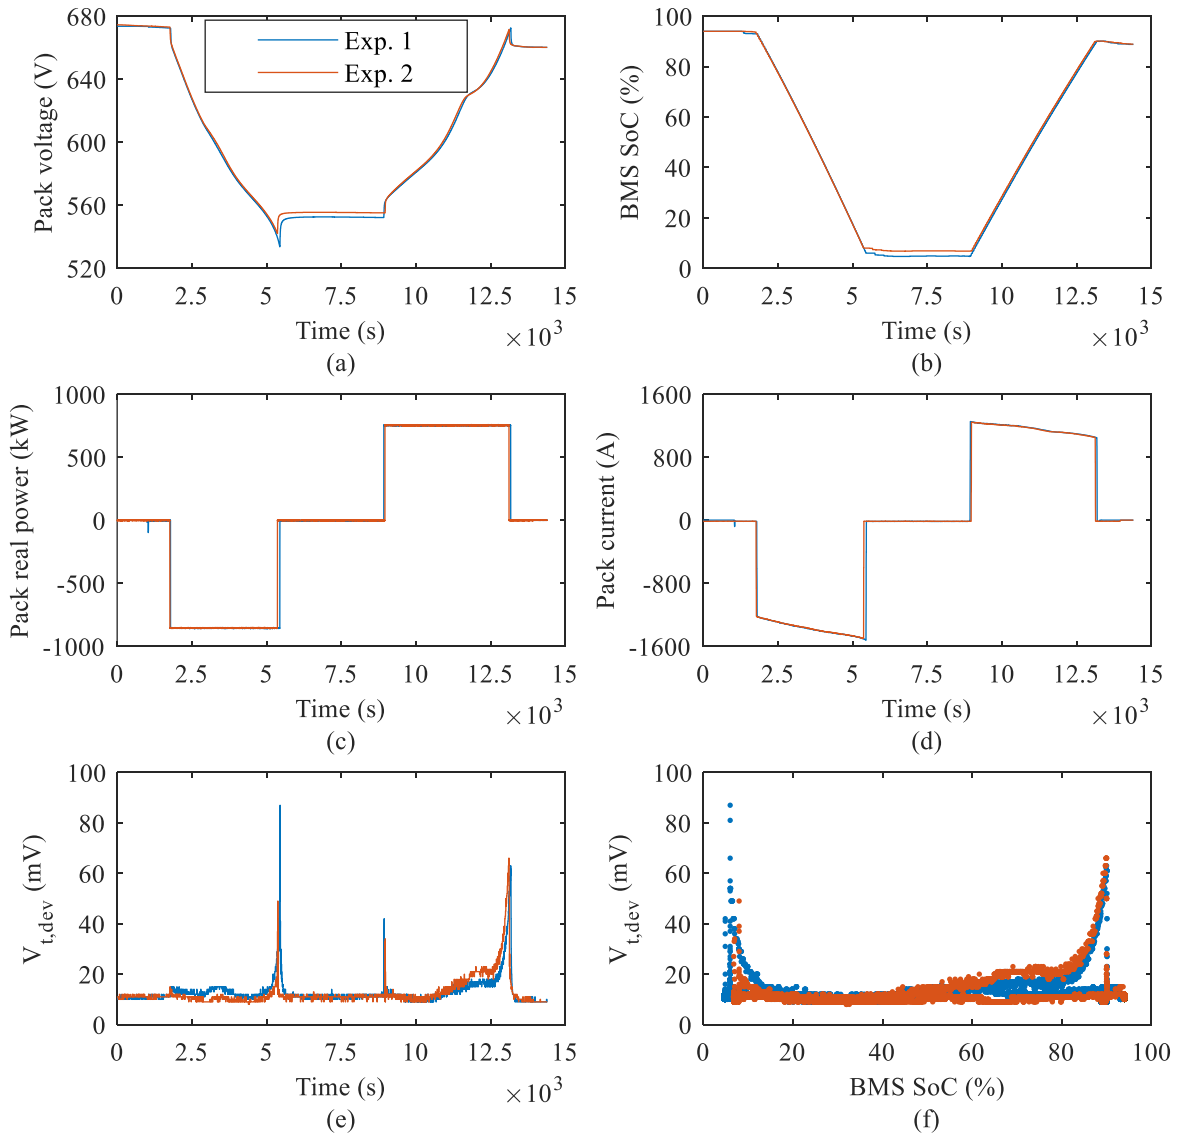 680
640
600
560
520
Pack voltage (V)
Exp. 1
Exp. 2
0 2.5 5 7.5 10 12.5 15
Time (s)
×10³
(a)
100
80
60
40
20
0
BMS SoC (%)
0 2.5 5 7.5 10 12.5 15
Time (s)
×10³
(b)
1000
500
0
-500
-1000
Pack real power (kW)
0 2.5 5 7.5 10 12.5 15
Time (s)
×10³
(c)
1600
800
0
-800
-1600
Pack current (A)
0 2.5 5 7.5 10 12.5 15
Time (s)
×10³
(d)
100
80
60
40
20
0
V_t,dev (mV)
0 2.5 5 7.5 10 12.5 15
Time (s)
×10³
(e)
100
80
60
40
20
0
V_t,dev (mV)
0 20 40 60 80 100
BMS SoC (%)
(f)